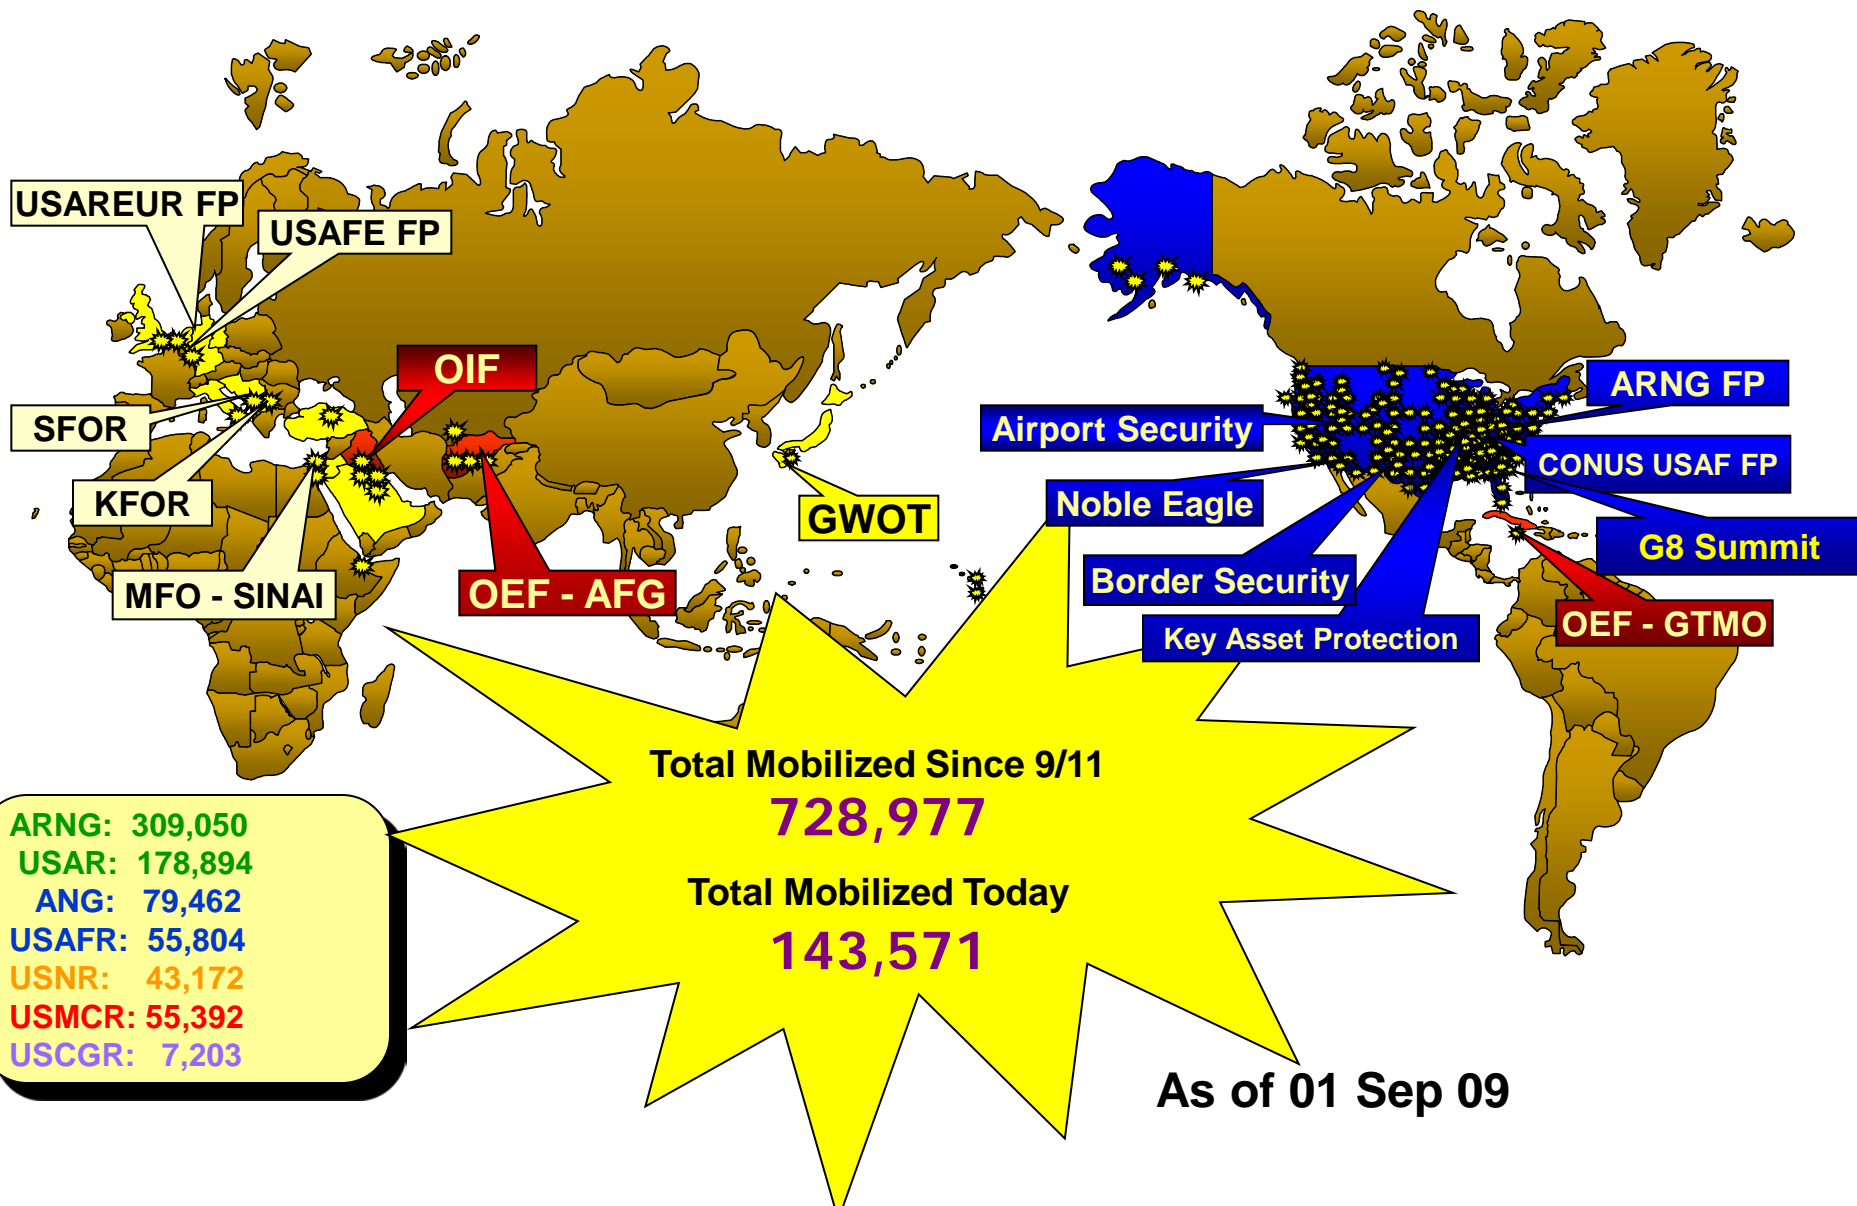 USAREUR FP
USAFE FP
OIF
SFOR
KFOR
MFO - SINAI
OEF - AFG
GWOT
Airport Security
Noble Eagle
Border Security
Key Asset Protection
ARNG FP
CONUS USAF FP
G8 Summit
OEF - GTMO
Total Mobilized Since 9/11
728,977
Total Mobilized Today
143,571
ARNG: 309,050
USAR: 178,894
ANG: 79,462
USAFR: 55,804
USNR: 43,172
USMCR: 55,392
USCGR: 7,203
As of 01 Sep 09